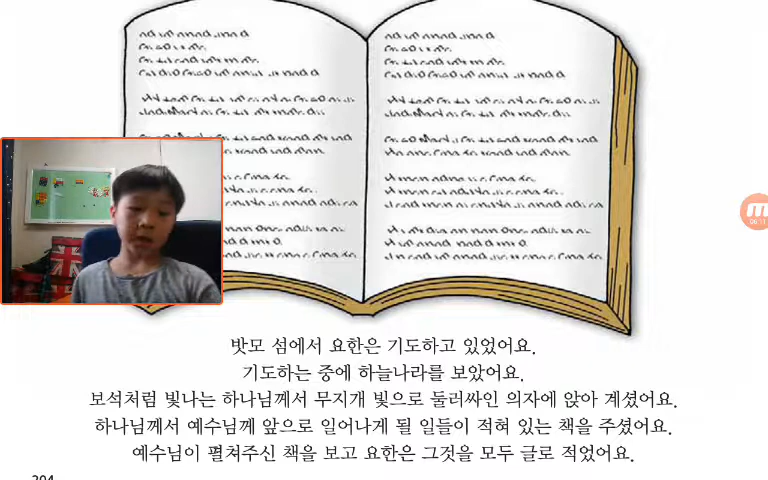 밧모 섬에서 요한은 기도하고 있었어요.
기도하는 중에 하늘나라를 보았어요.
보석처럼 빛나는 하나님께서 무지개 빛으로 둘러싸인 의자에 앉아 계셨어요.
하나님께서 예수님께 앞으로 일어나게 될 일들이 적혀 있는 책을 주셨어요.
예수님이 펼쳐주신 책을 보고 요한은 그것을 모두 글로 적었어요.